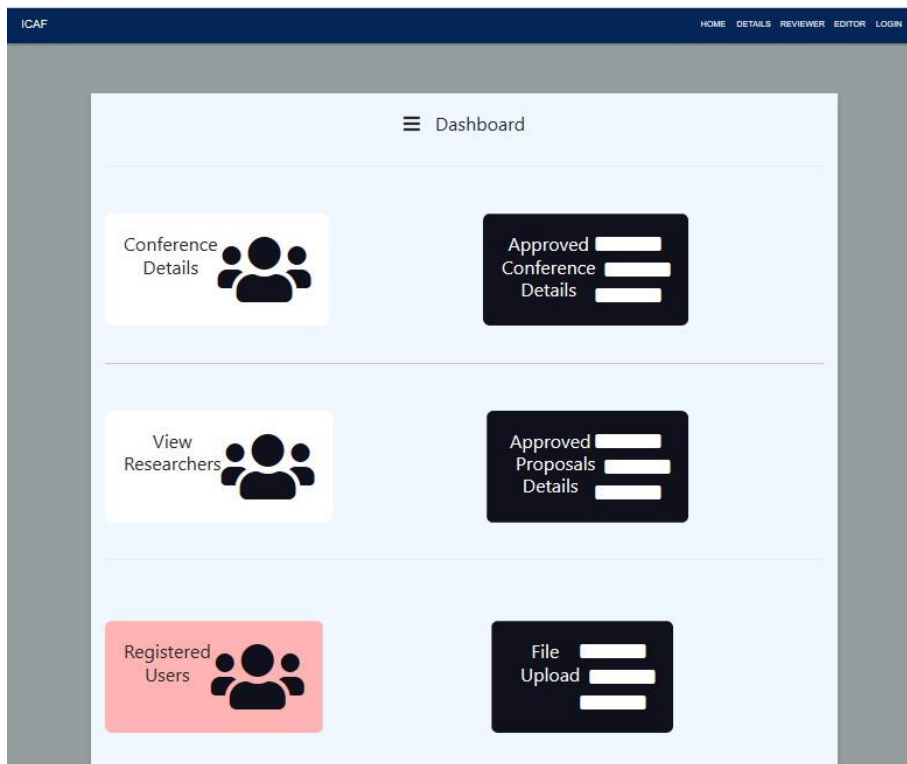 ICAF
HOME DETAILS REVIEWER EDITOR LOGIN
Dashboard
Conference
Details
Approved
Conference
Details
View
Researchers
Approved
Proposals
Details
Registered
Users
File
Upload